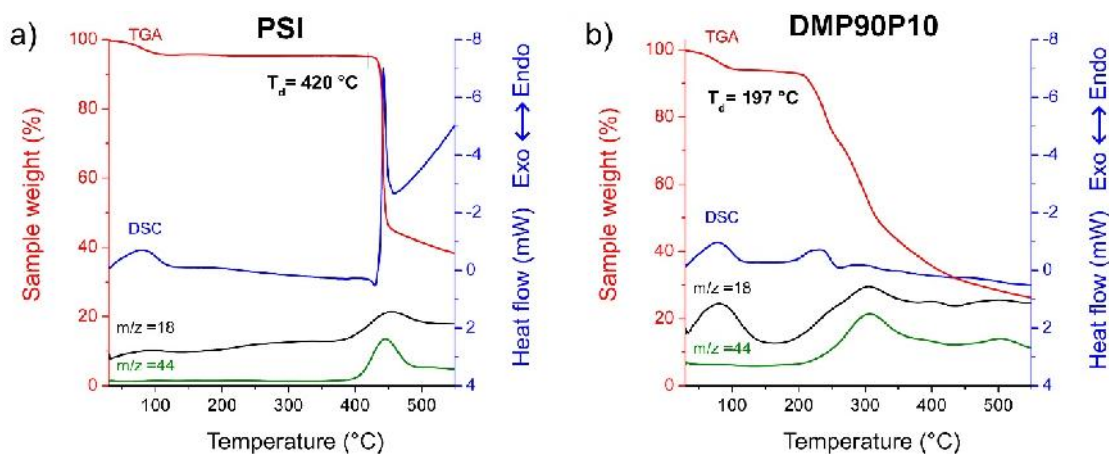 a)
PSI
TGA
T_d= 420 °C
DSC
m/z =18
m/z =44
100
80
60
40
20
0
Sample weight (%)
100 200 300 400 500
Temperature (°C)
-8
-6
-4
-2
0
2
4
Heat flow (mW) Exo ↔ Endo
b)
DMP90P10
TGA
T_d = 197 °C
DSC
m/z =18
m/z =44
100
80
60
40
20
0
Sample weight (%)
100 200 300 400 500
Temperature (°C)
-8
-6
-4
-2
0
2
4
Heat flow (mW) Exo ↔ Endo